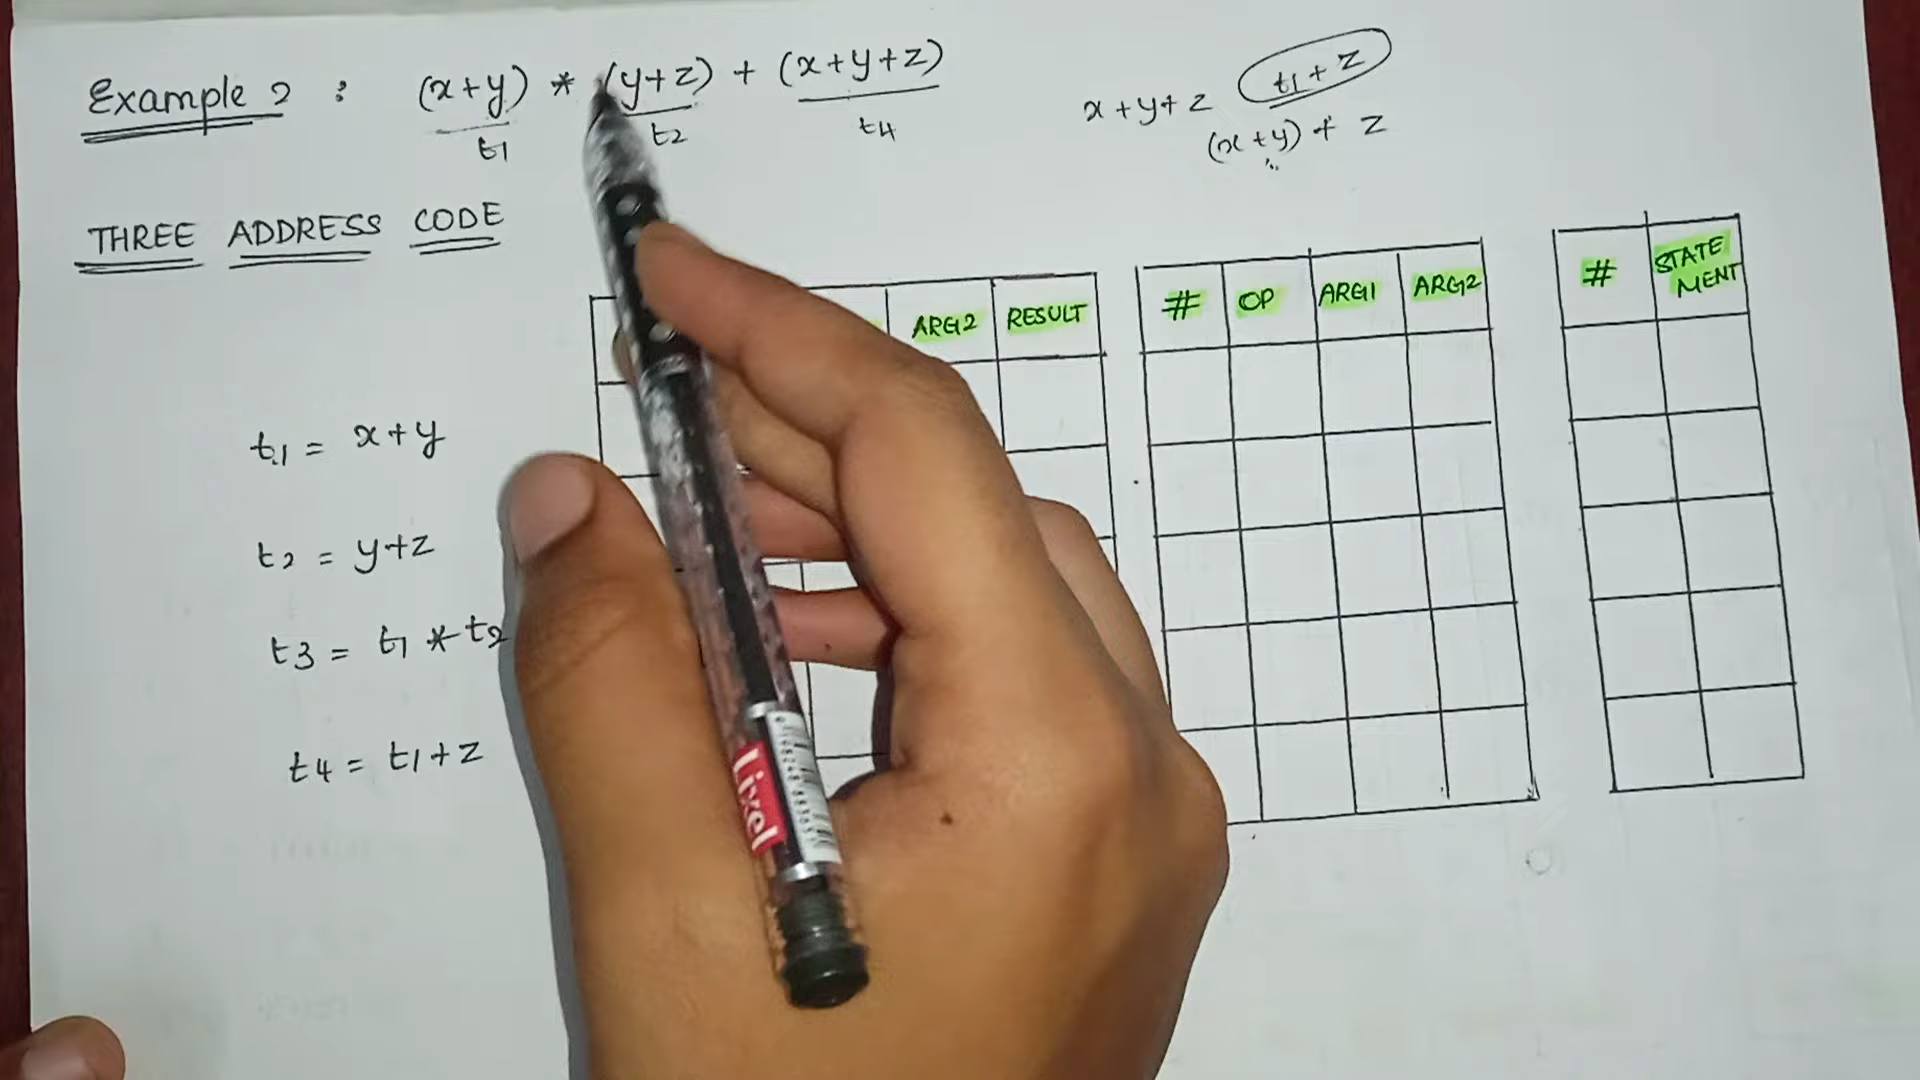 Example 2 : (x+y) * (y+z) + (x+y+z)
t1 t2 t4
x+y+z t1+z
(x+y)+ z
THREE ADDRESS CODE
ARG2 RESULT
# OP ARG1 ARG2
# STATE MENT
t1 = x+y
t2 = y+z
t3 = t1 * t2
t4 = t1+z
Lixel